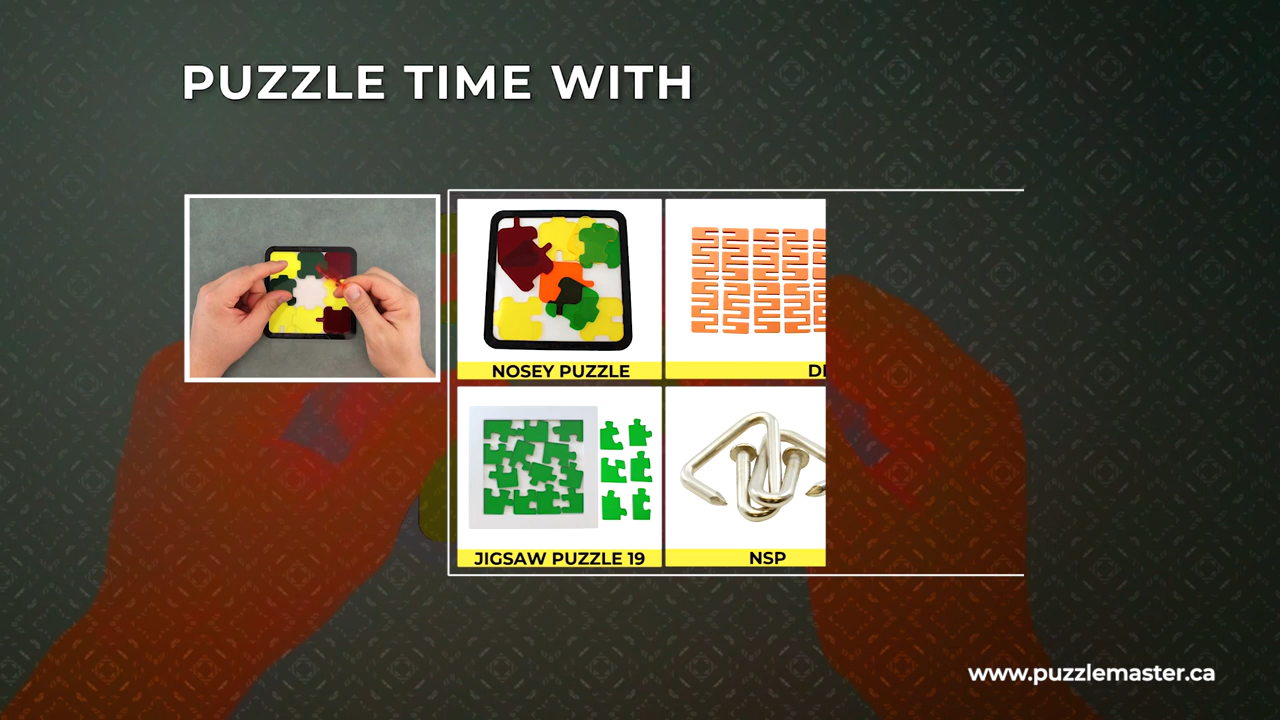 PUZZLE TIME WITH
NOSEY PUZZLE
JIGSAW PUZZLE 19
NSP
www.puzzlemaster.ca